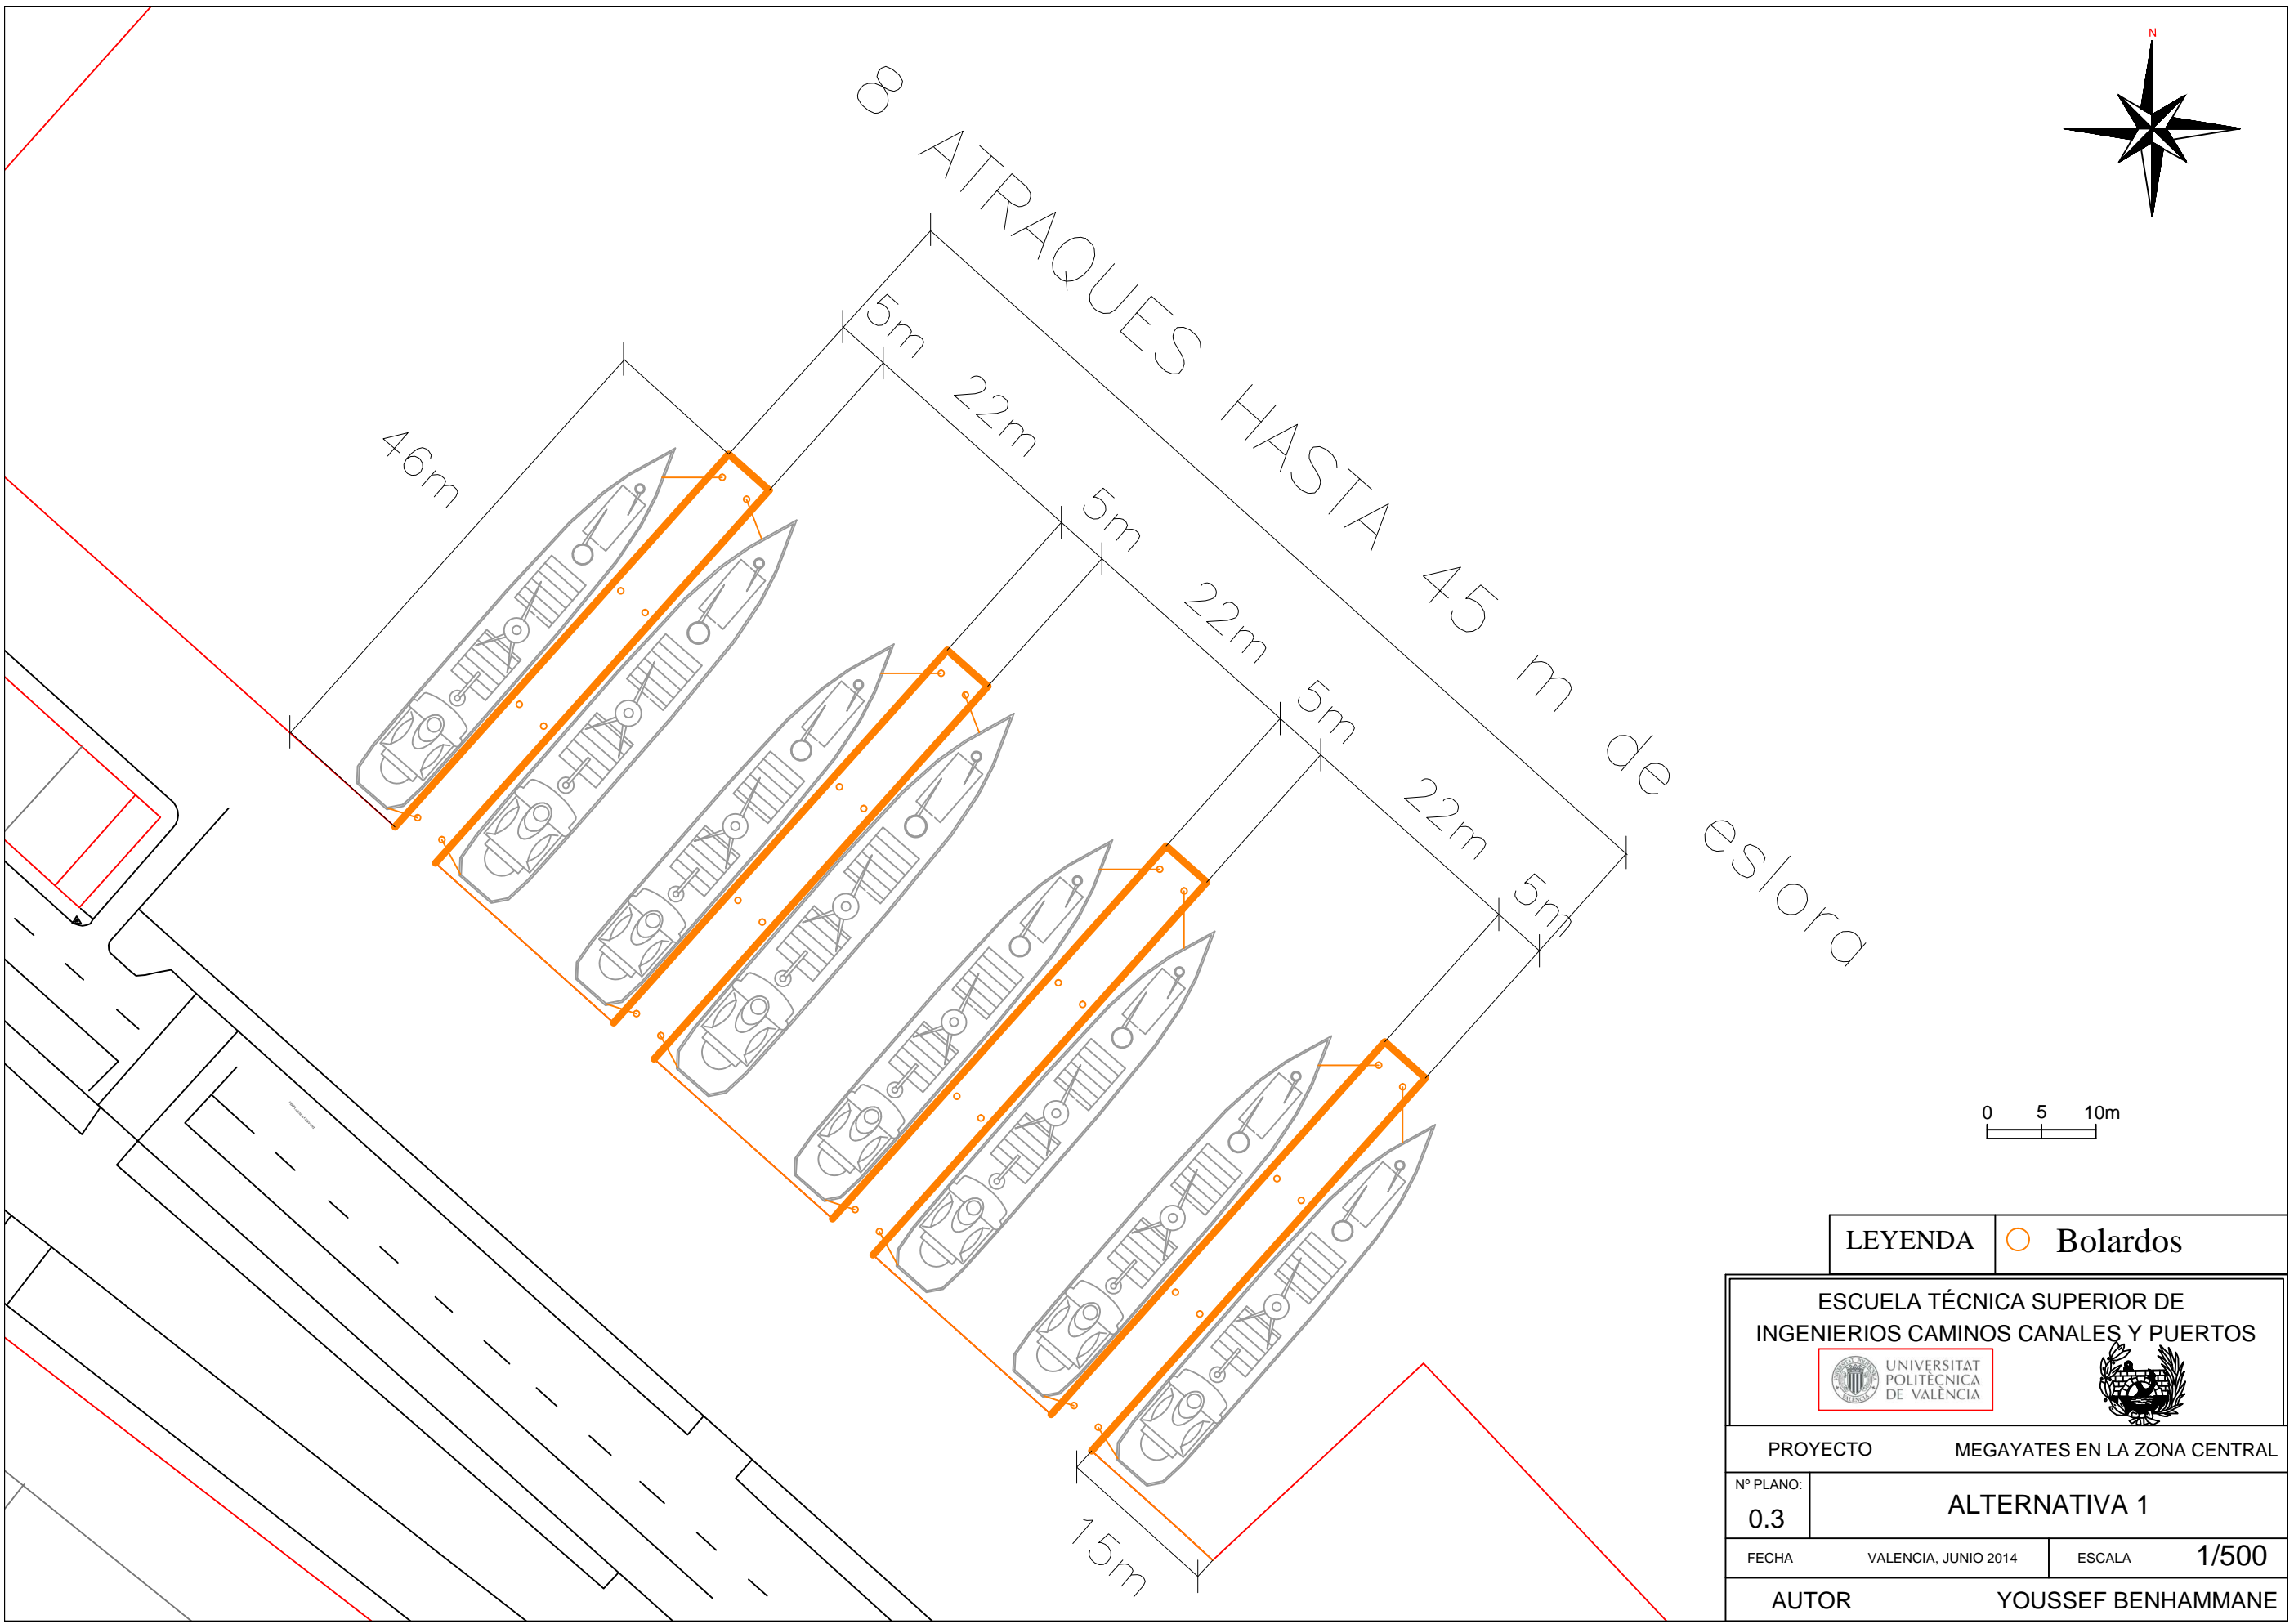 N
8 ATRAQUES HASTA 45 m de eslora
5m
22m
46m
5m
22m
5m
22m
5m
15m
0 5 10m
LEYENDA Bolardos
ESCUELA TÉCNICA SUPERIOR DE
INGENIERIOS CAMINOS CANALES Y PUERTOS
UNIVERSITAT
POLITÈCNICA
DE VALÈNCIA
PROYECTO MEGAYATES EN LA ZONA CENTRAL
Nº PLANO:
0.3
ALTERNATIVA 1
FECHA VALENCIA, JUNIO 2014 ESCALA 1/500
AUTOR YOUSSEF BENHAMMANE